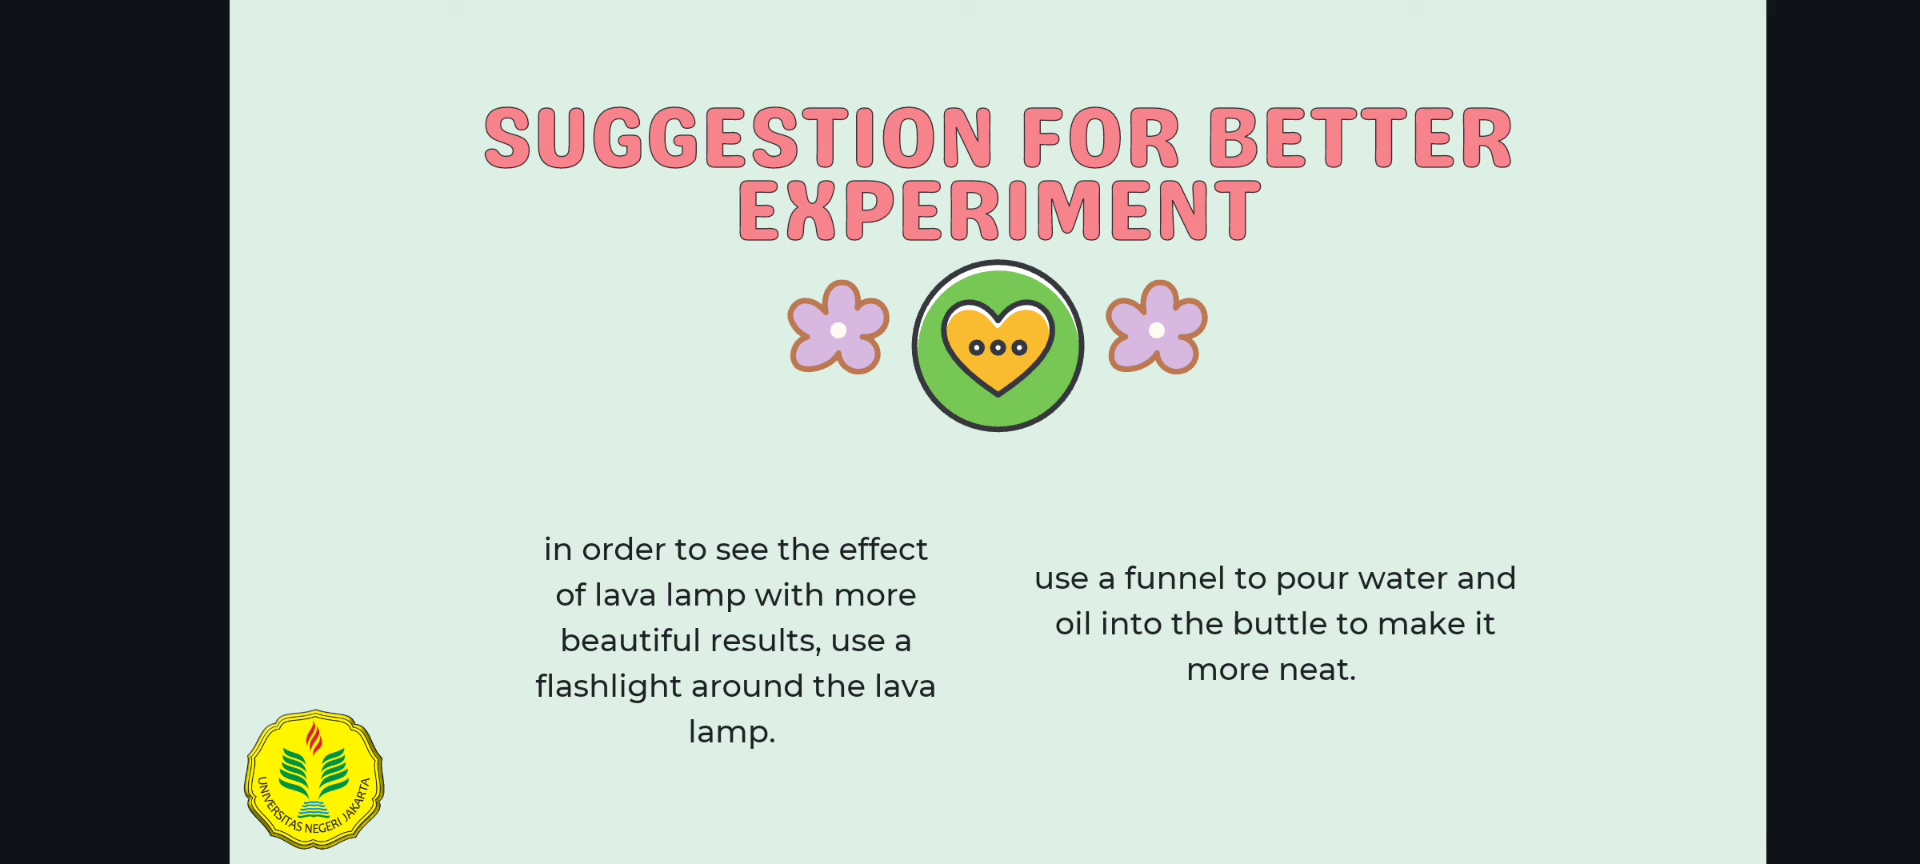 SUGGESTION FOR BETTER
EXPERIMENT
in order to see the effect
of lava lamp with more
beautiful results, use a
flashlight around the lava
lamp.
use a funnel to pour water and
oil into the buttle to make it
more neat.
UNIVERSITAS NEGERI JAKARTA